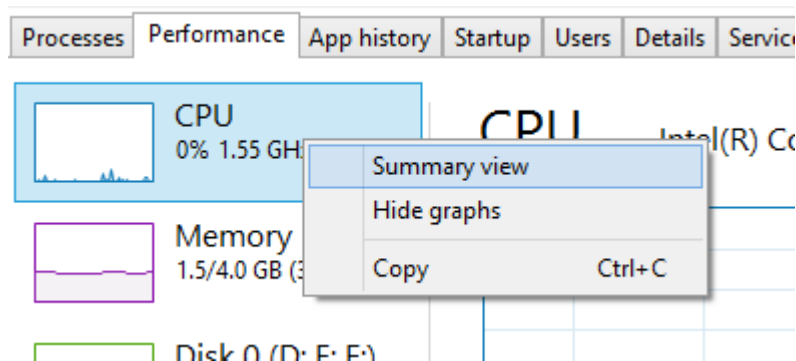 Processes Performance App history Startup Users Details Servic
CPU
0% 1.55 GH
CPU
Intel(R) Co
Summary view
Hide graphs
Copy Ctrl+C
Memory
1.5/4.0 GB (3
Disk 0 (D: E: F:)